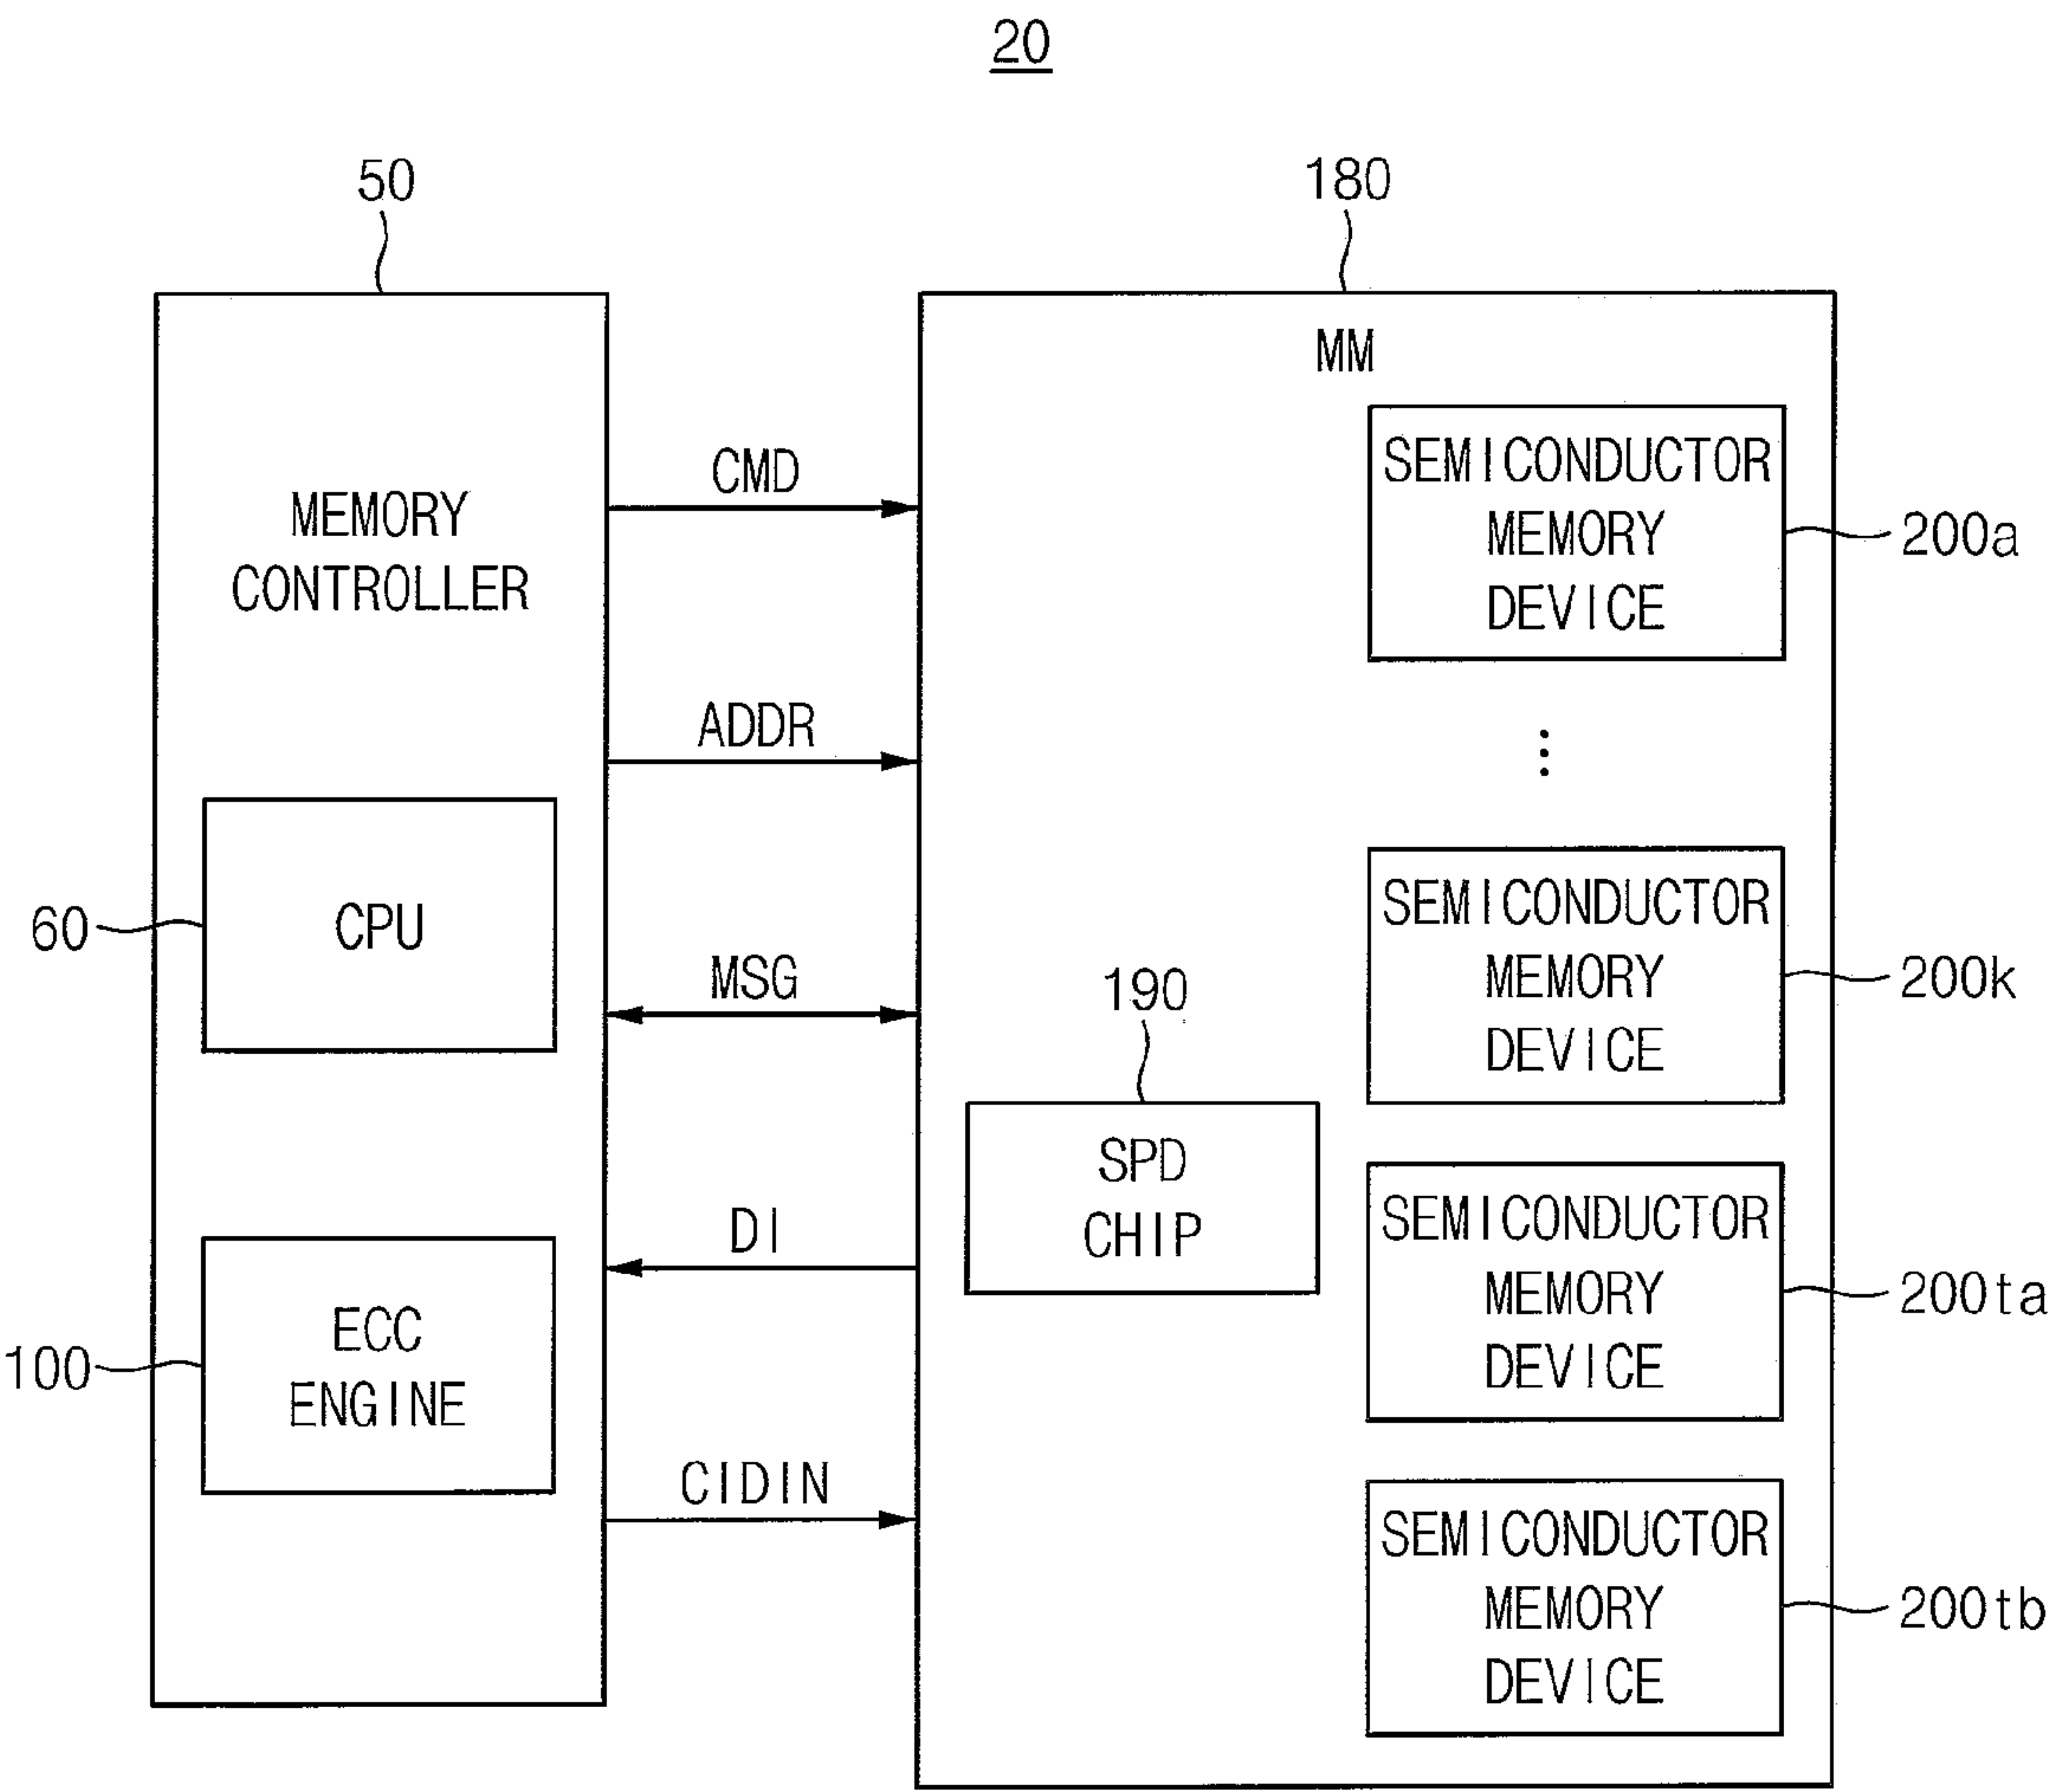 20
50
180
MM
MEMORY
CONTROLLER
CMD
ADDR
MSG
DI
CIDIN
60
CPU
100
ECC
ENGINE
190
SPD
CHIP
SEMICONDUCTOR
MEMORY
DEVICE
200a
⋮
SEMICONDUCTOR
MEMORY
DEVICE
200k
SEMICONDUCTOR
MEMORY
DEVICE
200ta
SEMICONDUCTOR
MEMORY
DEVICE
200tb